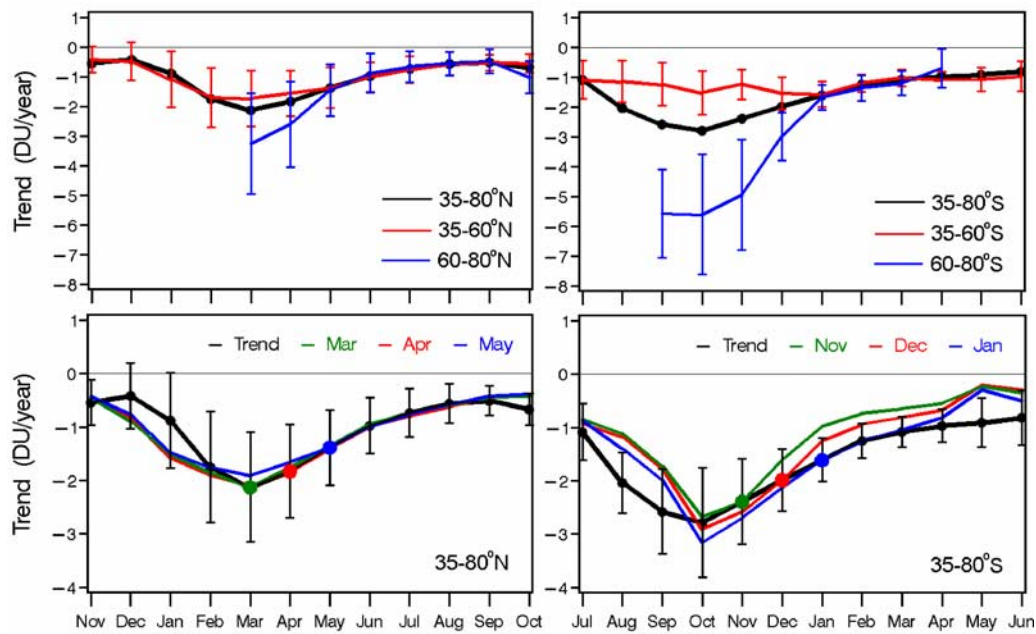 Trend (DU/year)
1
0
−1
−2
−3
−4
−5
−6
−7
−8
35-80°N
35-60°N
60-80°N
1
0
−1
−2
−3
−4
−5
−6
−7
−8
35-80°S
35-60°S
60-80°S
Trend (DU/year)
1
0
−1
−2
−3
−4
Trend Mar Apr May
35-80°N
Nov Dec Jan Feb Mar Apr May Jun Jul Aug Sep Oct
1
0
−1
−2
−3
−4
Trend Nov Dec Jan
35-80°S
Jul Aug Sep Oct Nov Dec Jan Feb Mar Apr May Jun